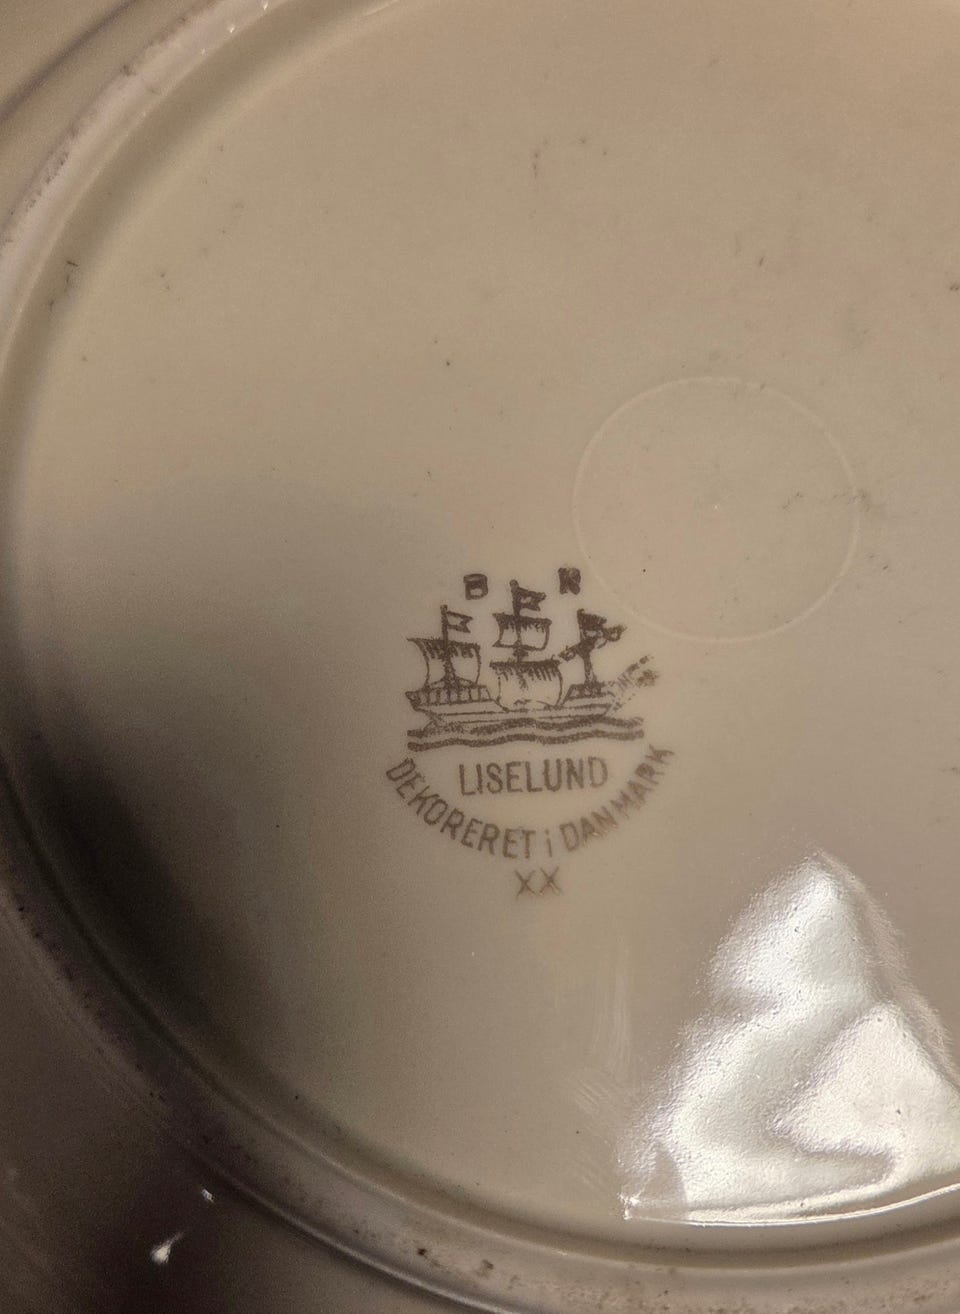 B R
LISELUND
DEKORERET i DANMARK
XX